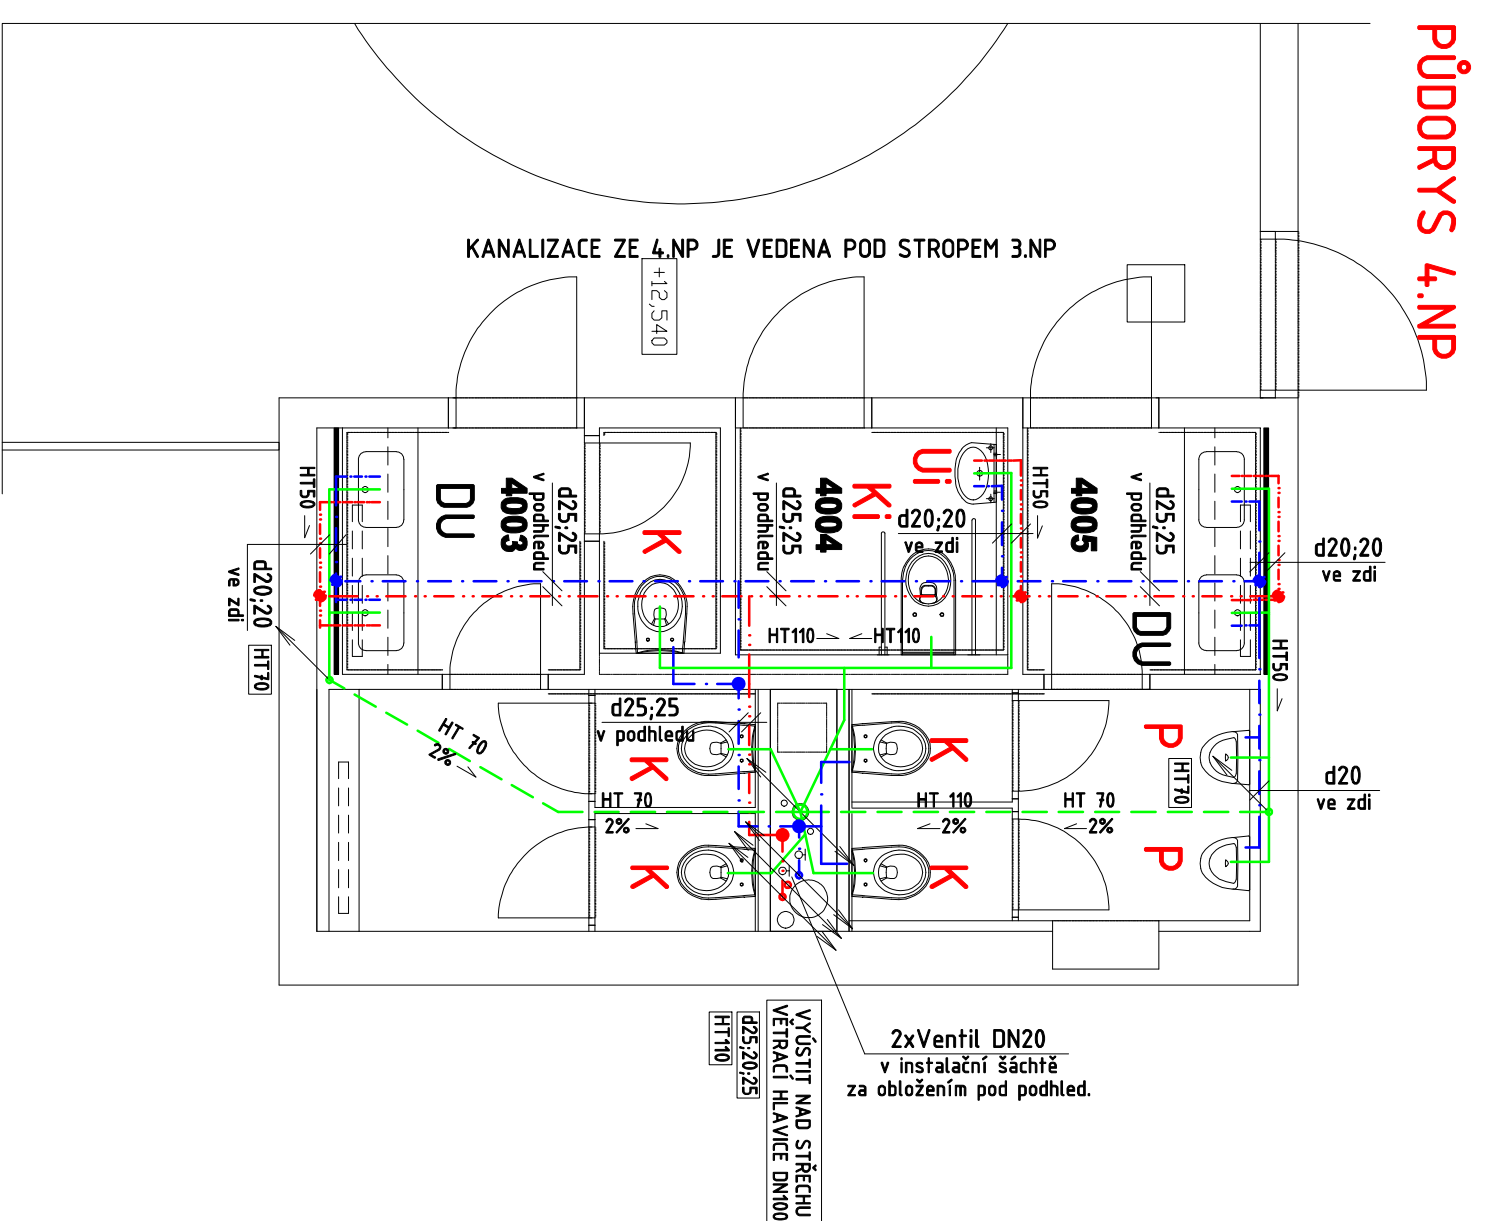 PŮDORYS 4.NP
KANALIZACE ZE 4.NP JE VEDENA POD STROPEM 3.NP
+12,540
HT50
DU
4003
d25;25
v podhledu
K
d25;25
v podhledu
4004
Ki
Ui
d20;20
ve zdi
HT50
4005
d25;25
v podhledu
DU
d20;20
ve zdi
d20;20
ve zdi
HT70
HT110
HT110
HT50
HT 70
2%
d25;25
v podhledu
K
K
P
HT70
d20
ve zdi
HT 70
2%
HT 110
2%
HT 70
2%
K
K
P
2xVentil DN20
v instalační šáchtě
za obložením pod podhled.
VYÚSTIT NAD STŘECHU
VĚTRACÍ HLAVICE DN100
d25;20;25
HT110